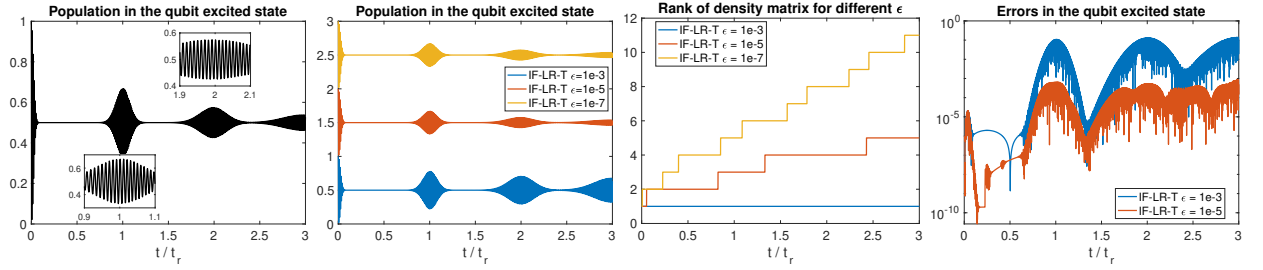 Population in the qubit excited state
1
0.8
0.6
0.4
0.2
0
0 0.5 1 1.5 2 2.5 3
t / t_r
0.6
0.4
1.9 2 2.1
0.6
0.4
0.9 1 1.1
Population in the qubit excited state
3
2.5
2
1.5
1
0.5
0
0 0.5 1 1.5 2 2.5 3
t / t_r
IF-LR-T ϵ=1e-3
IF-LR-T ϵ=1e-5
IF-LR-T ϵ=1e-7
Rank of density matrix for different ϵ
12
10
8
6
4
2
0
0 0.5 1 1.5 2 2.5 3
t / t_r
IF-LR-T ϵ = 1e-3
IF-LR-T ϵ = 1e-5
IF-LR-T ϵ = 1e-7
Errors in the qubit excited state
10^0
10^-5
10^-10
0 0.5 1 1.5 2 2.5 3
t / t_r
IF-LR-T ϵ = 1e-3
IF-LR-T ϵ = 1e-5